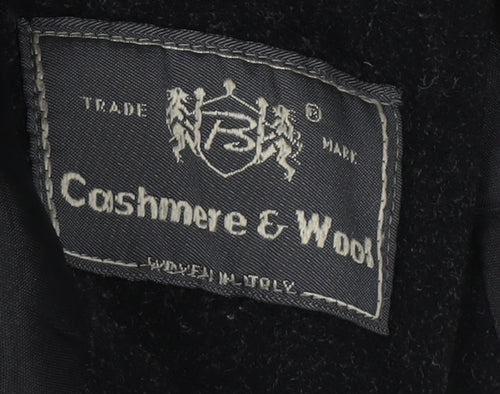 TRADE B ® MARK
Cashmere & Wool
WOVEN IN ITALY